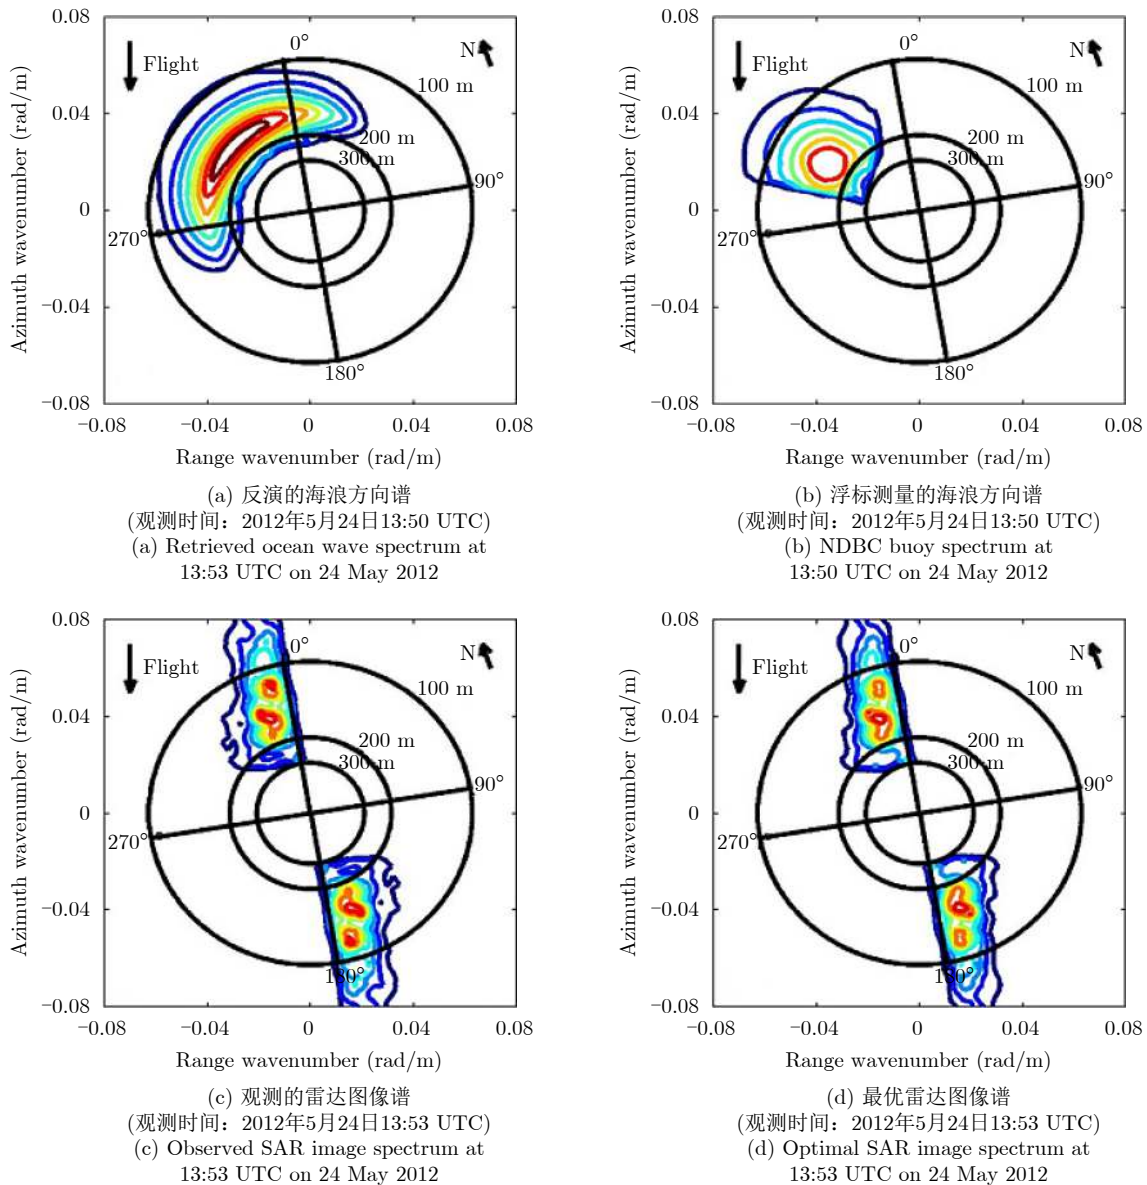 0.08
0.04
0
−0.04
−0.08
Azimuth wavenumber (rad/m)
Flight
0°
N
100 m
200 m
300 m
90°
270°
180°
−0.08
−0.04
0
0.04
0.08
Range wavenumber (rad/m)
(a) 反演的海浪方向谱
(观测时间：2012年5月24日13:50 UTC)
(a) Retrieved ocean wave spectrum at
13:53 UTC on 24 May 2012
0.08
0.04
0
−0.04
−0.08
Azimuth wavenumber (rad/m)
Flight
0°
N
100 m
200 m
300 m
90°
270°
180°
−0.08
−0.04
0
0.04
0.08
Range wavenumber (rad/m)
(b) 浮标测量的海浪方向谱
(观测时间：2012年5月24日13:50 UTC)
(b) NDBC buoy spectrum at
13:50 UTC on 24 May 2012
0.08
0.04
0
−0.04
−0.08
Azimuth wavenumber (rad/m)
Flight
0°
N
100 m
200 m
300 m
90°
270°
180°
−0.08
−0.04
0
0.04
0.08
Range wavenumber (rad/m)
(c) 观测的雷达图像谱
(观测时间：2012年5月24日13:53 UTC)
(c) Observed SAR image spectrum at
13:53 UTC on 24 May 2012
0.08
0.04
0
−0.04
−0.08
Azimuth wavenumber (rad/m)
Flight
0°
N
100 m
200 m
300 m
90°
270°
180°
−0.08
−0.04
0
0.04
0.08
Range wavenumber (rad/m)
(d) 最优雷达图像谱
(观测时间：2012年5月24日13:53 UTC)
(d) Optimal SAR image spectrum at
13:53 UTC on 24 May 2012